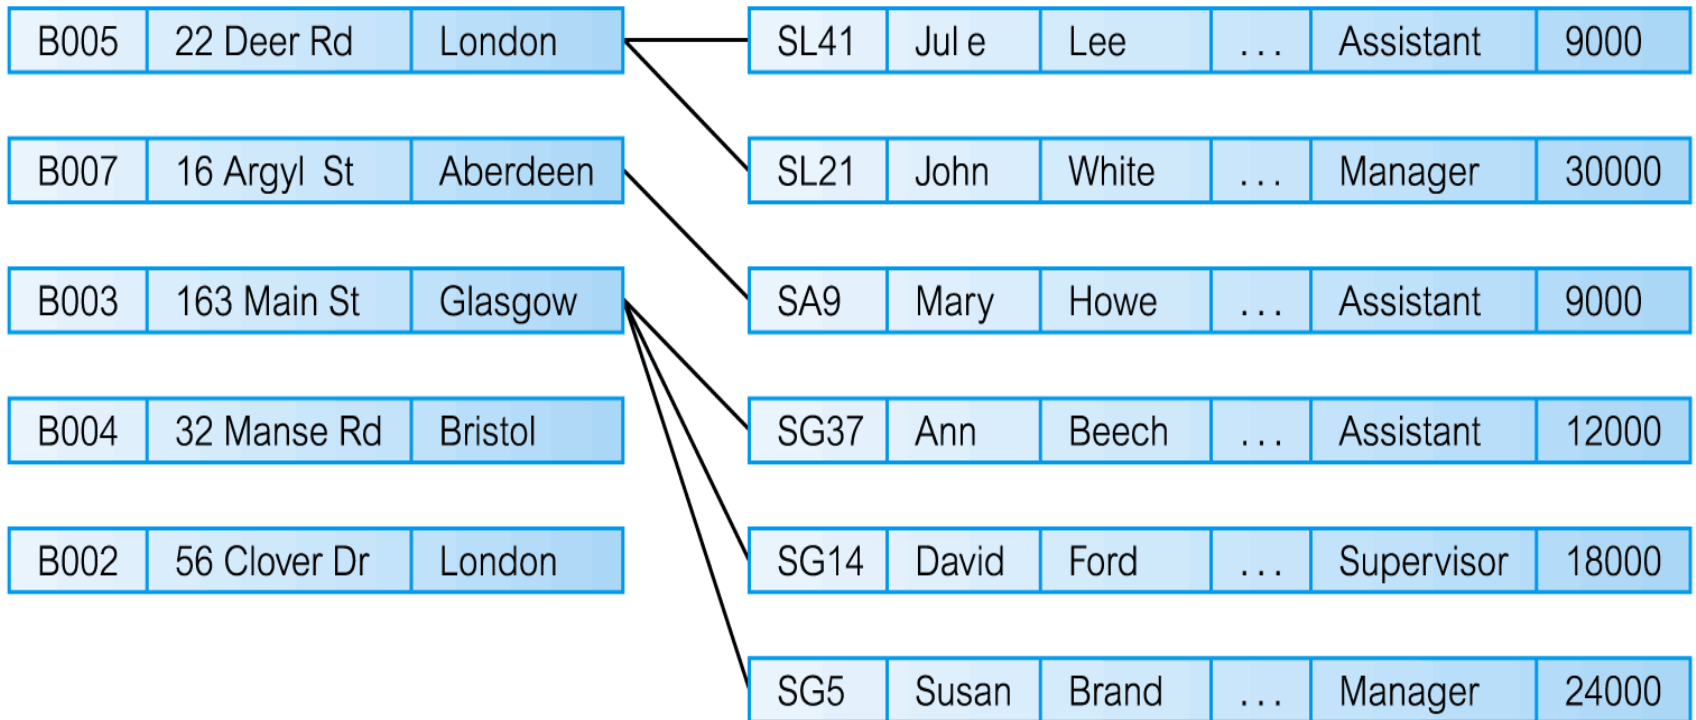 B005 22 Deer Rd London SL41 Jul e Lee ... Assistant 9000
B007 16 Argyl St Aberdeen SL21 John White ... Manager 30000
B003 163 Main St Glasgow SA9 Mary Howe ... Assistant 9000
B004 32 Manse Rd Bristol SG37 Ann Beech ... Assistant 12000
B002 56 Clover Dr London SG14 David Ford ... Supervisor 18000
SG5 Susan Brand ... Manager 24000